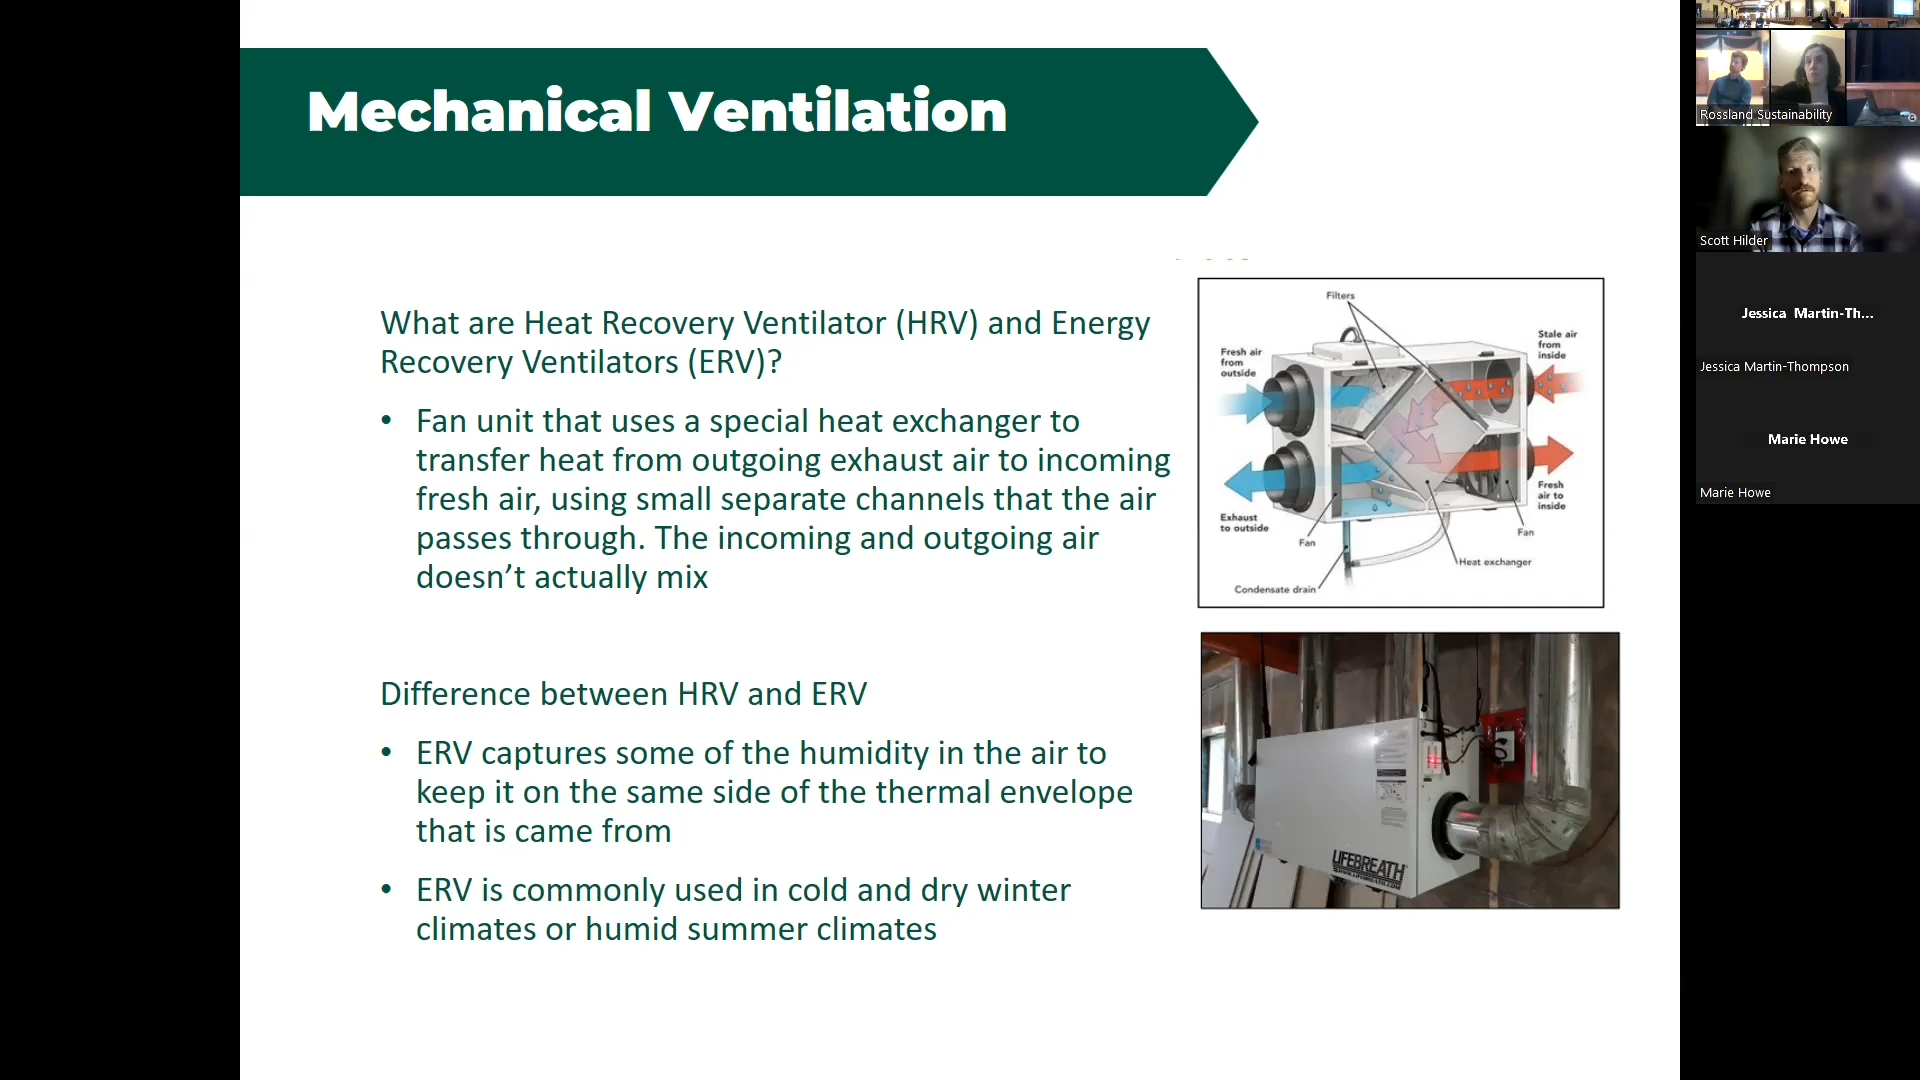 Mechanical Ventilation
What are Heat Recovery Ventilator (HRV) and Energy
Recovery Ventilators (ERV)?
• Fan unit that uses a special heat exchanger to
transfer heat from outgoing exhaust air to incoming
fresh air, using small separate channels that the air
passes through. The incoming and outgoing air
doesn’t actually mix
Difference between HRV and ERV
• ERV captures some of the humidity in the air to
keep it on the same side of the thermal envelope
that is came from
• ERV is commonly used in cold and dry winter
climates or humid summer climates
Filters
Fresh air
from
outside
Stale air
from
inside
Exhaust
to outside
Fresh
air to
inside
Fan
Fan
Heat exchanger
Condensate drain
LIFEBREATH
Rossland Sustainability
Scott Hilder
Jessica Martin-Th...
Jessica Martin-Thompson
Marie Howe
Marie Howe